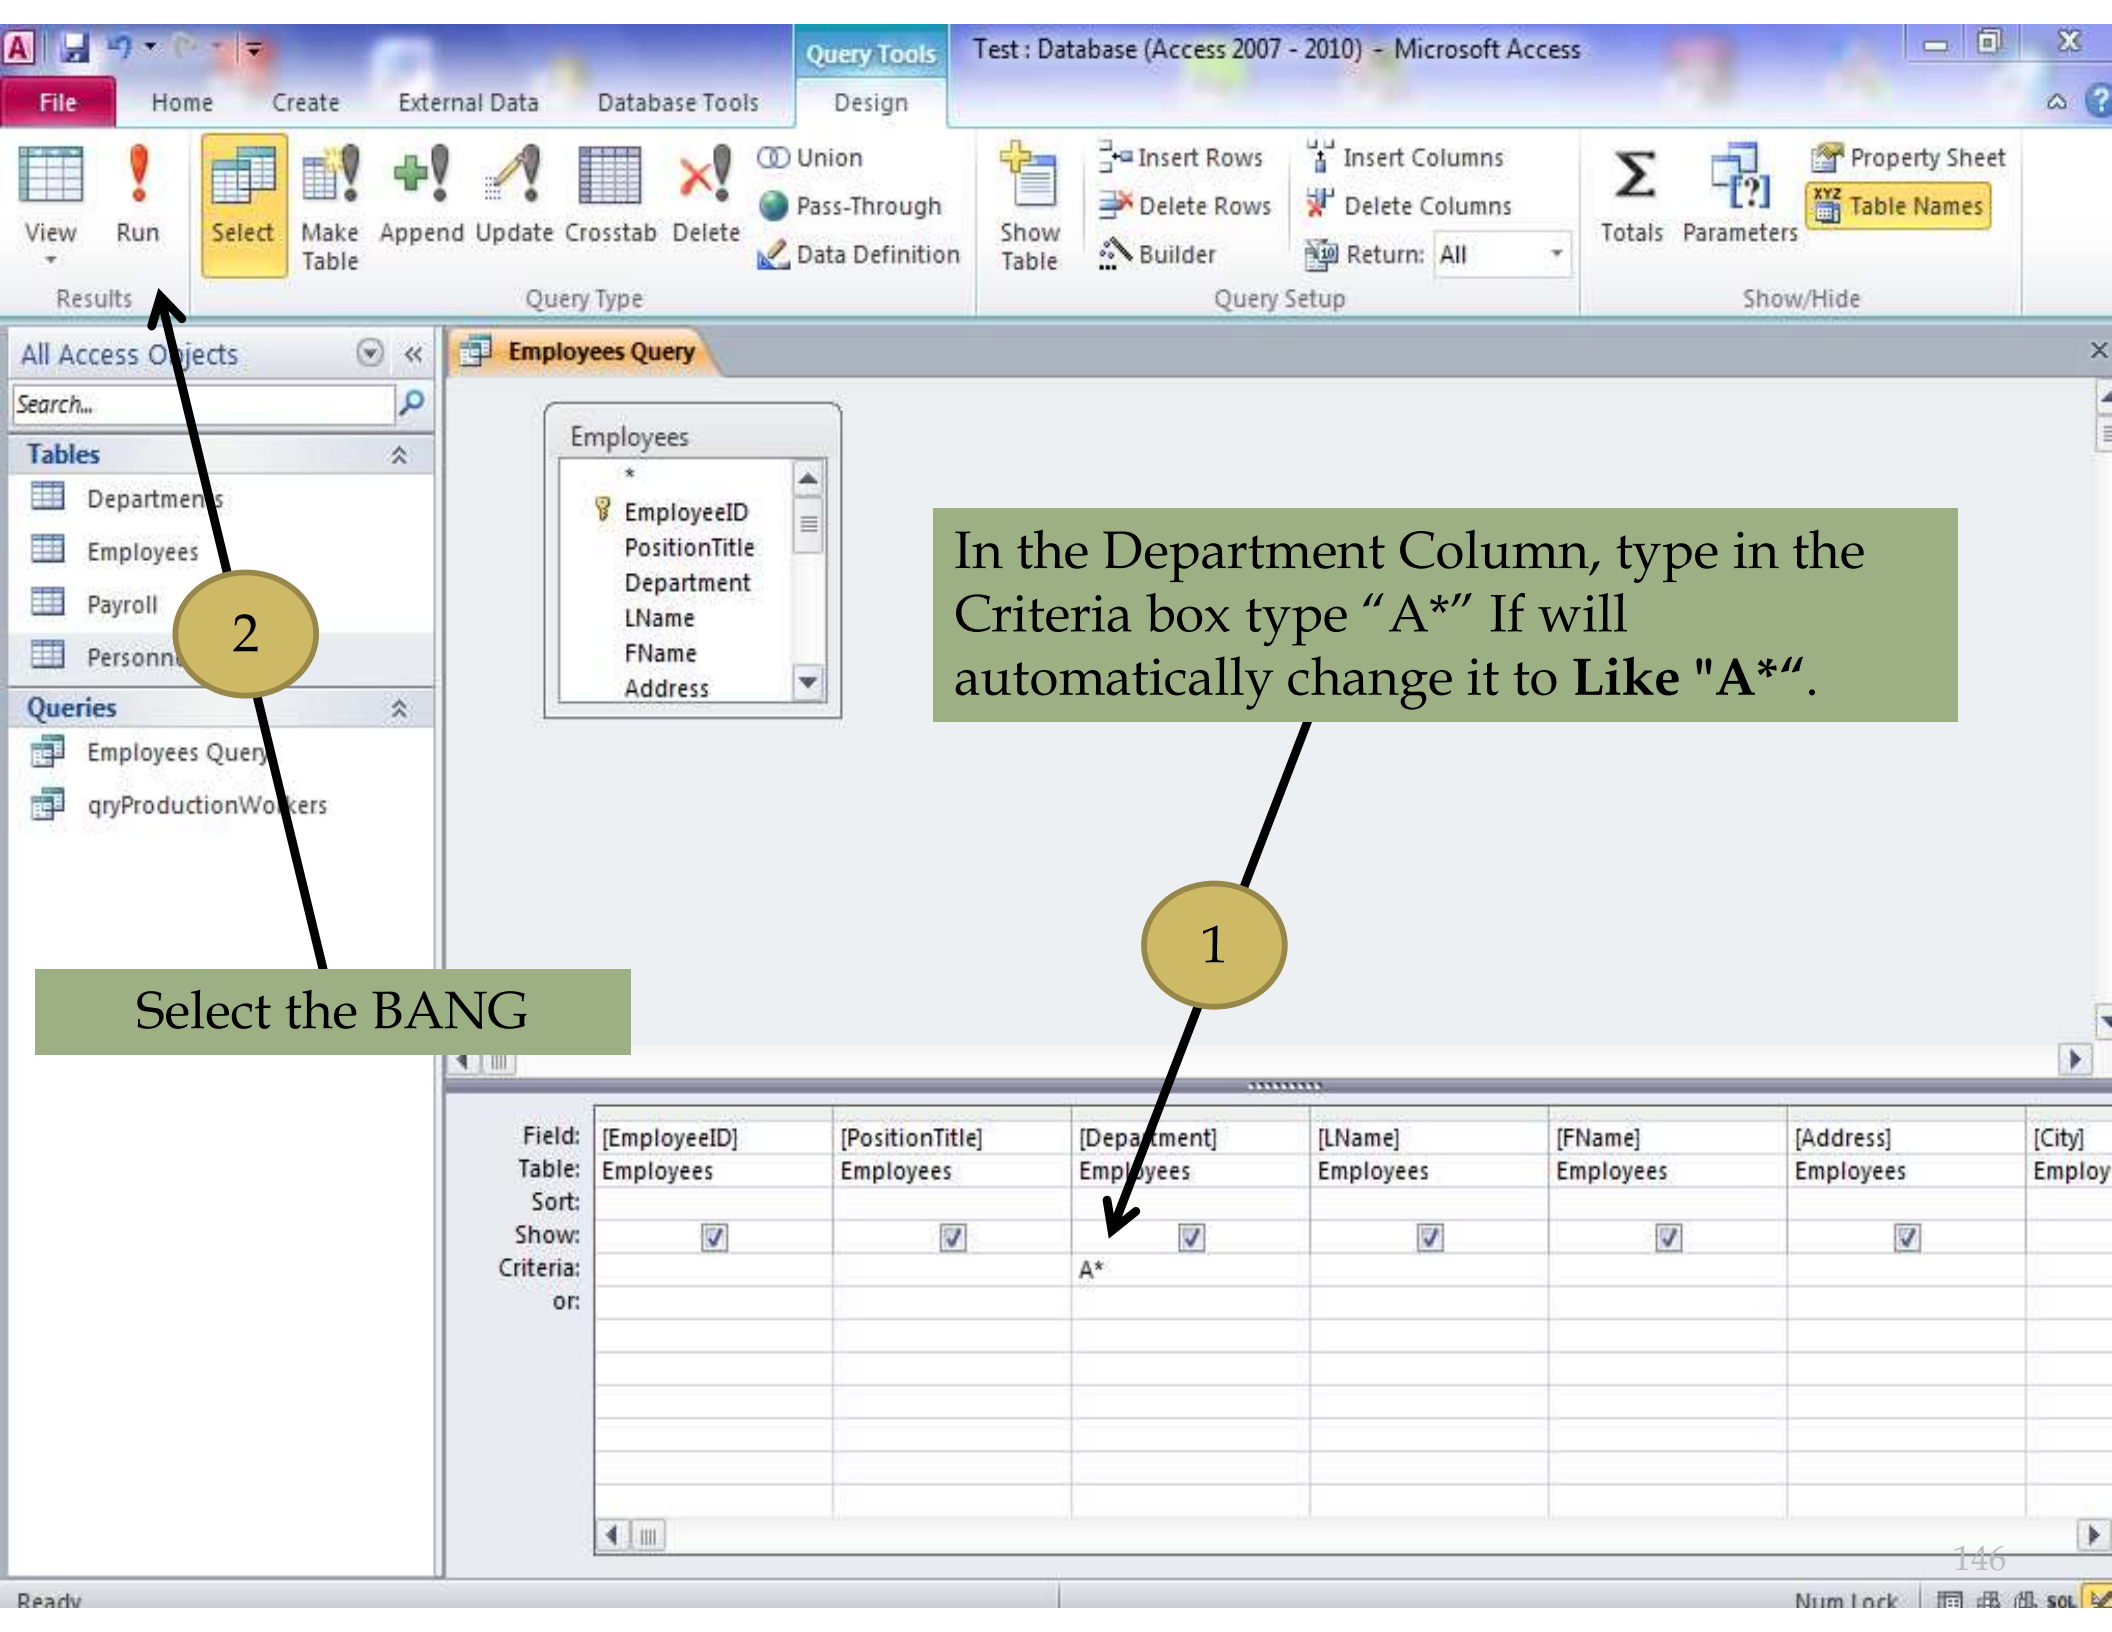 Query Tools
Test : Database (Access 2007 - 2010) - Microsoft Access
File Home Create External Data Database Tools Design
View Run Select Make Table Append Update Crosstab Delete
Union
Pass-Through
Data Definition
Show Table
Insert Rows
Delete Rows
Builder
Insert Columns
Delete Columns
Return: All
Totals Parameters
Property Sheet
XYZ Table Names
Results Query Type Query Setup Show/Hide
All Access Objects
Search...
Tables
Departments
Employees
Payroll
Queries
Employees Query
qryProductionWorkers
Employees Query
Employees
*
EmployeeID
PositionTitle
Department
LName
FName
Address
In the Department Column, type in the
Criteria box type “A*” If will
automatically change it to Like "A*“.
2
1
Select the BANG
Field: [EmployeeID] [PositionTitle] [Department] [LName] [FName] [Address] [City]
Table: Employees Employees Employees Employees Employees Employees Employ
Sort:
Show:
Criteria: A*
or:
146
Ready
Num Lock
SQL